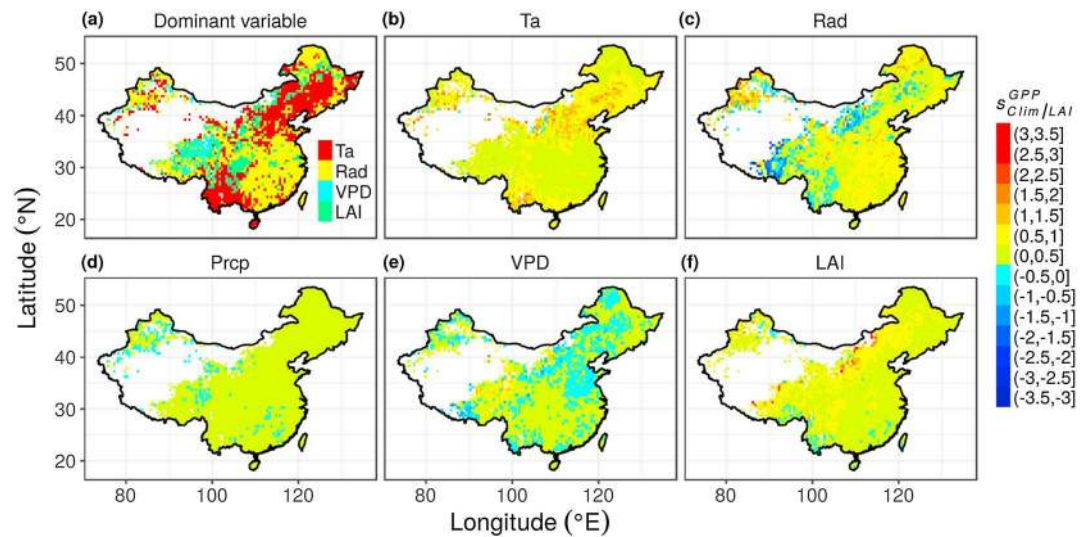 (a) Dominant variable
(b) Ta
(c) Rad
50
40
30
20
Ta
Rad
VPD
LAI
(d) Prcp
(e) VPD
(f) LAI
50
40
30
20
80 100 120
80 100 120
80 100 120
Latitude (°N)
Longitude (°E)
s GPP Clim/LAI
(3,3.5]
(2.5,3]
(2,2.5]
(1.5,2]
(1,1.5]
(0.5,1]
(0,0.5]
(-0.5,0]
(-1,-0.5]
(-1.5,-1]
(-2,-1.5]
(-2.5,-2]
(-3,-2.5]
(-3.5,-3]